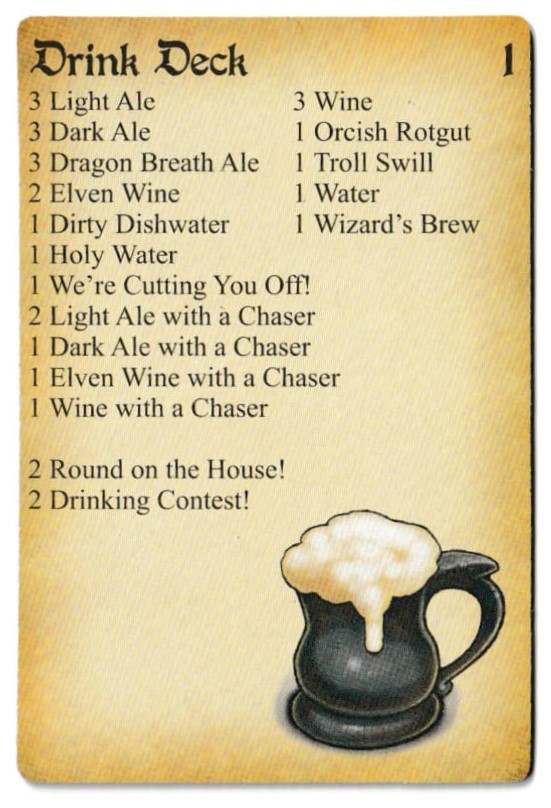 Drink Deck 1
3 Light Ale
3 Dark Ale
3 Dragon Breath Ale
2 Elven Wine
1 Dirty Dishwater
1 Holy Water
1 We're Cutting You Off!
2 Light Ale with a Chaser
1 Dark Ale with a Chaser
1 Elven Wine with a Chaser
1 Wine with a Chaser
2 Round on the House!
2 Drinking Contest!
3 Wine
1 Orcish Rotgut
1 Troll Swill
1 Water
1 Wizard's Brew